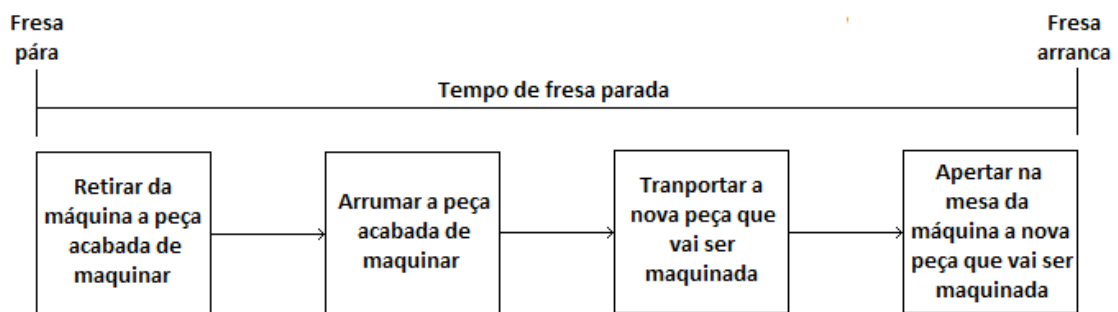 Fresa
pára
Fresa
arranca
Tempo de fresa parada
Retirar da
máquina a peça
acabada de
maquinar
Arrumar a peça
acabada de
maquinar
Tranportar a
nova peça que
vai ser
maquinada
Apertar na
mesa da
máquina a nova
peça que vai ser
maquinada